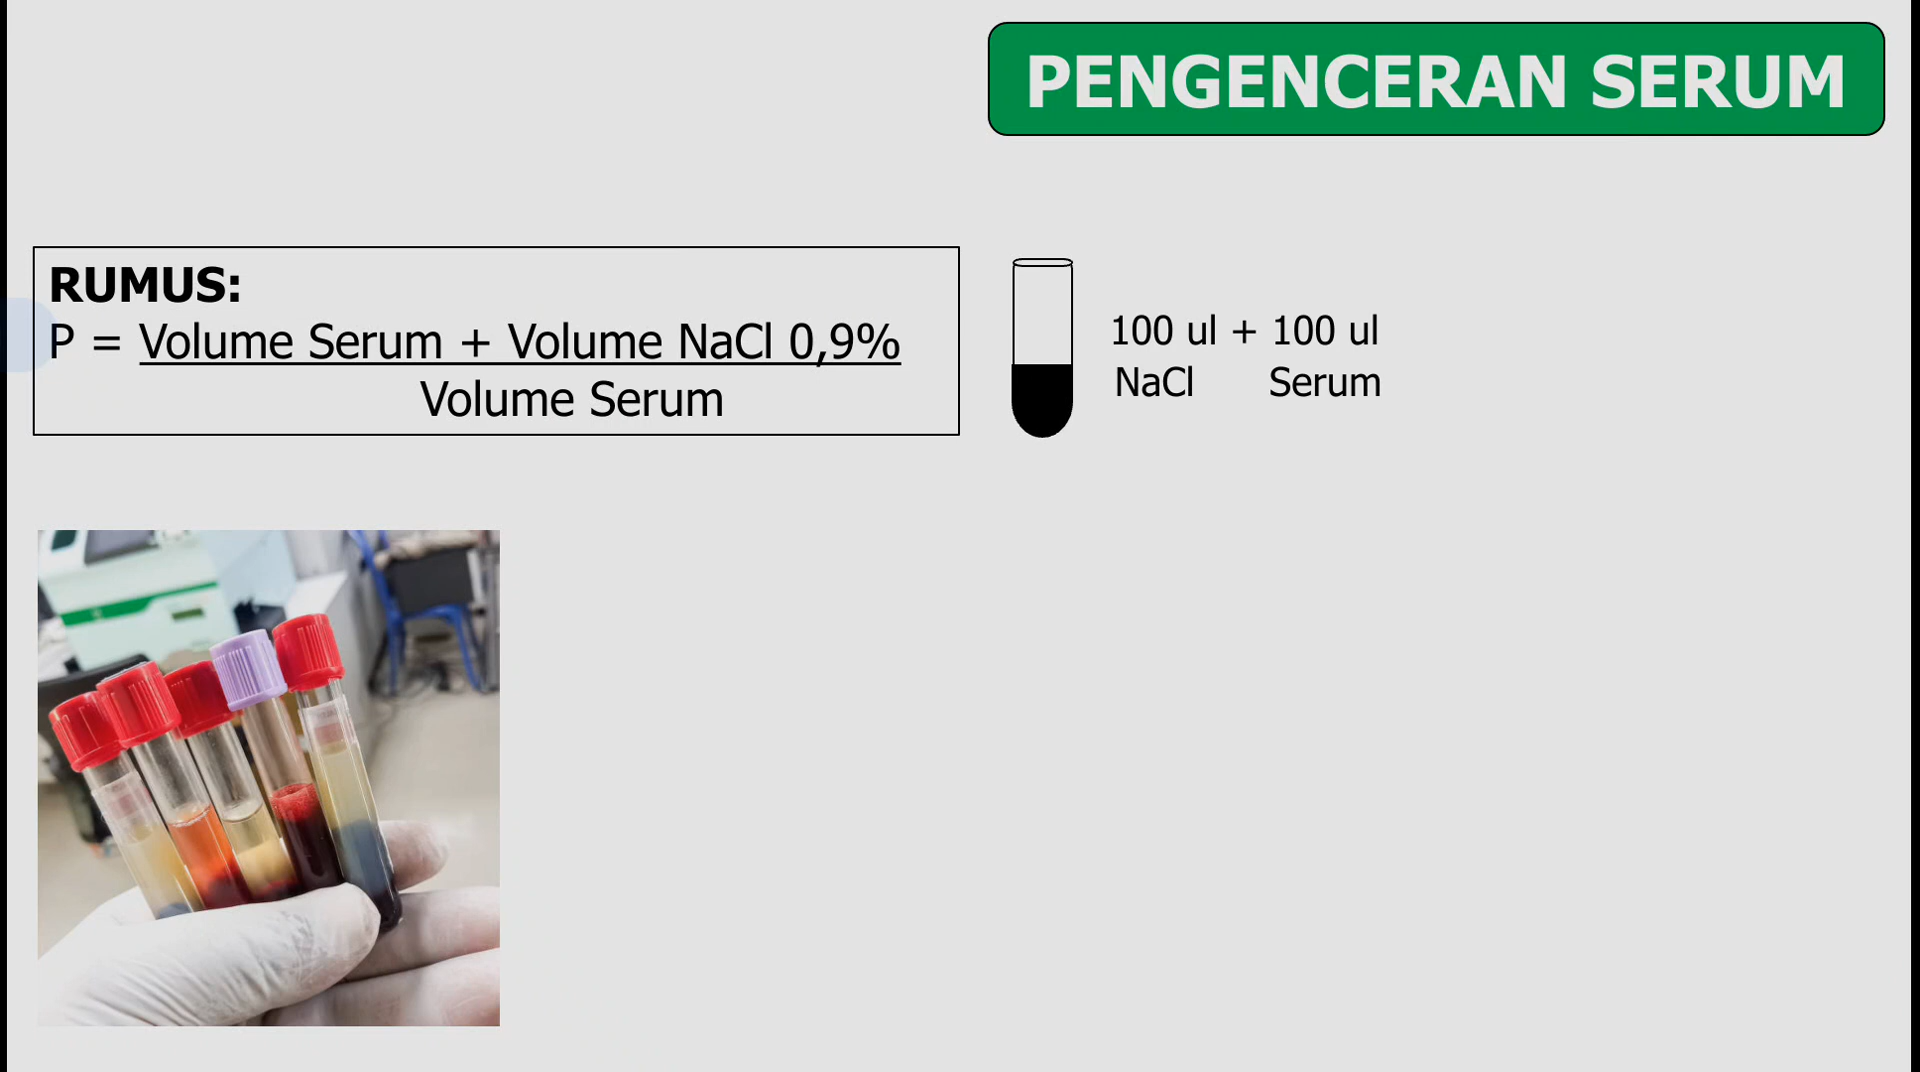 PENGENCERAN SERUM
RUMUS:
P = Volume Serum + Volume NaCl 0,9%
Volume Serum
100 ul + 100 ul
NaCl Serum